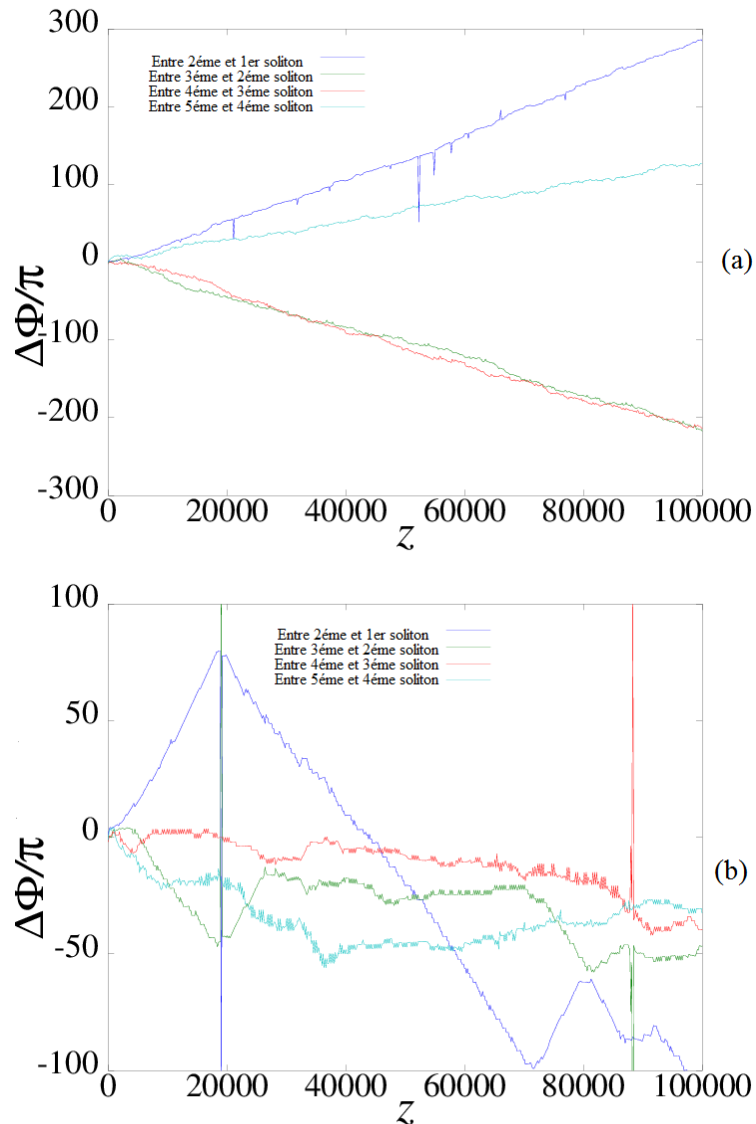 300
200
100
0
-100
-200
-300
ΔΦ/π
Entre 2éme et 1er soliton
Entre 3éme et 2éme soliton
Entre 4éme et 3éme soliton
Entre 5éme et 4éme soliton
(a)
0 20000 40000 60000 80000 100000
z
100
50
0
-50
-100
ΔΦ/π
Entre 2éme et 1er soliton
Entre 3éme et 2éme soliton
Entre 4éme et 3éme soliton
Entre 5éme et 4éme soliton
(b)
0 20000 40000 60000 80000 100000
z